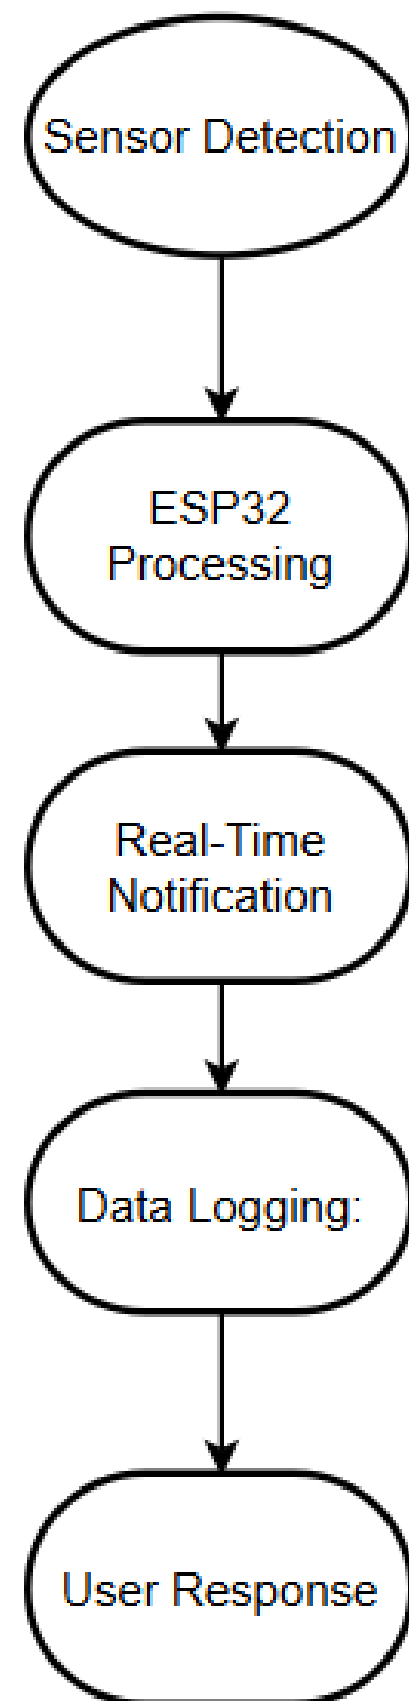 Sensor Detection
ESP32
Processing
Real-Time
Notification
Data Logging:
User Response